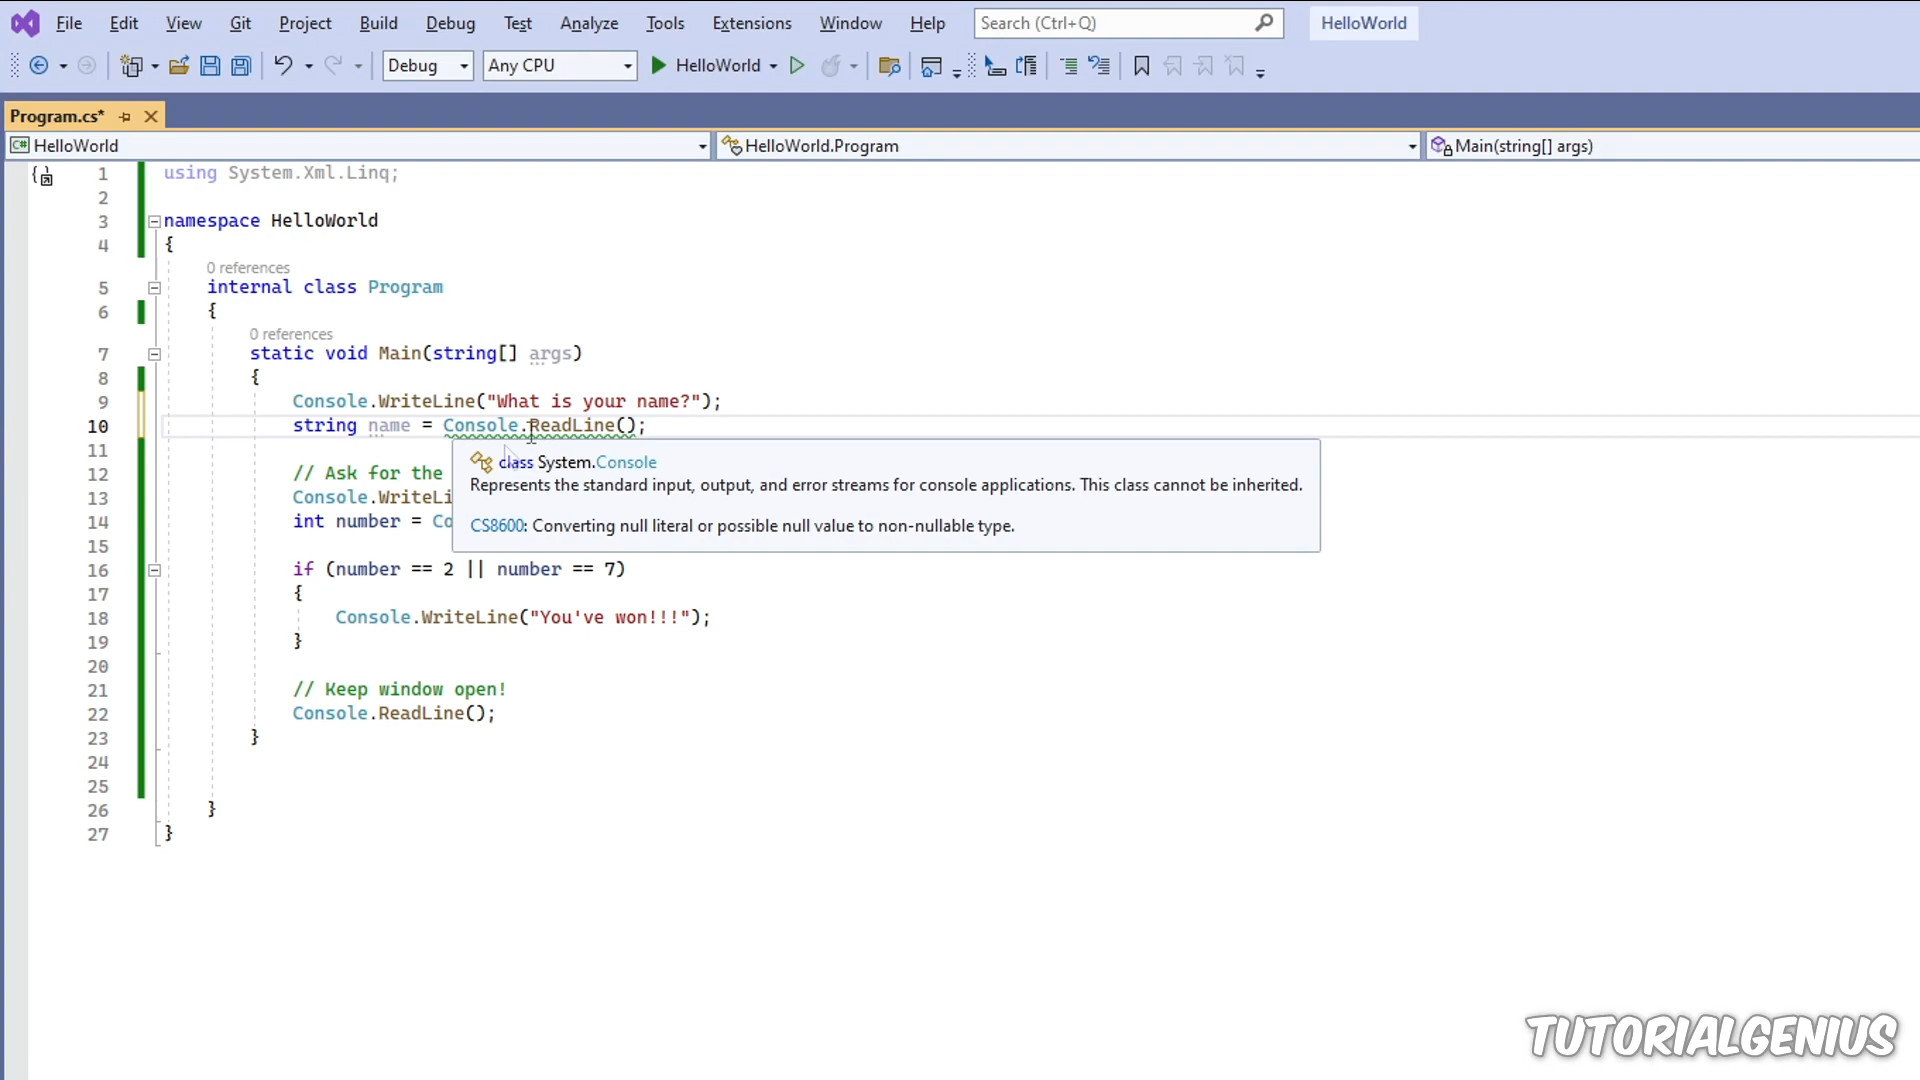 File Edit View Git Project Build Debug Test Analyze Tools Extensions Window Help Search (Ctrl+Q) HelloWorld
Debug Any CPU HelloWorld
Program.cs*
C# HelloWorld HelloWorld.Program Main(string[] args)
1 using System.Xml.Linq;
2
3 namespace HelloWorld
4 {
0 references
5 internal class Program
6 {
0 references
7 static void Main(string[] args)
8 {
9 Console.WriteLine("What is your name?");
10 string name = Console.ReadLine();
11
class System.Console
12 // Ask for the
Represents the standard input, output, and error streams for console applications. This class cannot be inherited.
13 Console.WriteLi
14 int number = Co
CS8600: Converting null literal or possible null value to non-nullable type.
15
16 if (number == 2 || number == 7)
17 {
18 Console.WriteLine("You've won!!!");
19 }
20
21 // Keep window open!
22 Console.ReadLine();
23 }
24
25
26 }
27 }
TUTORIALGENIUS